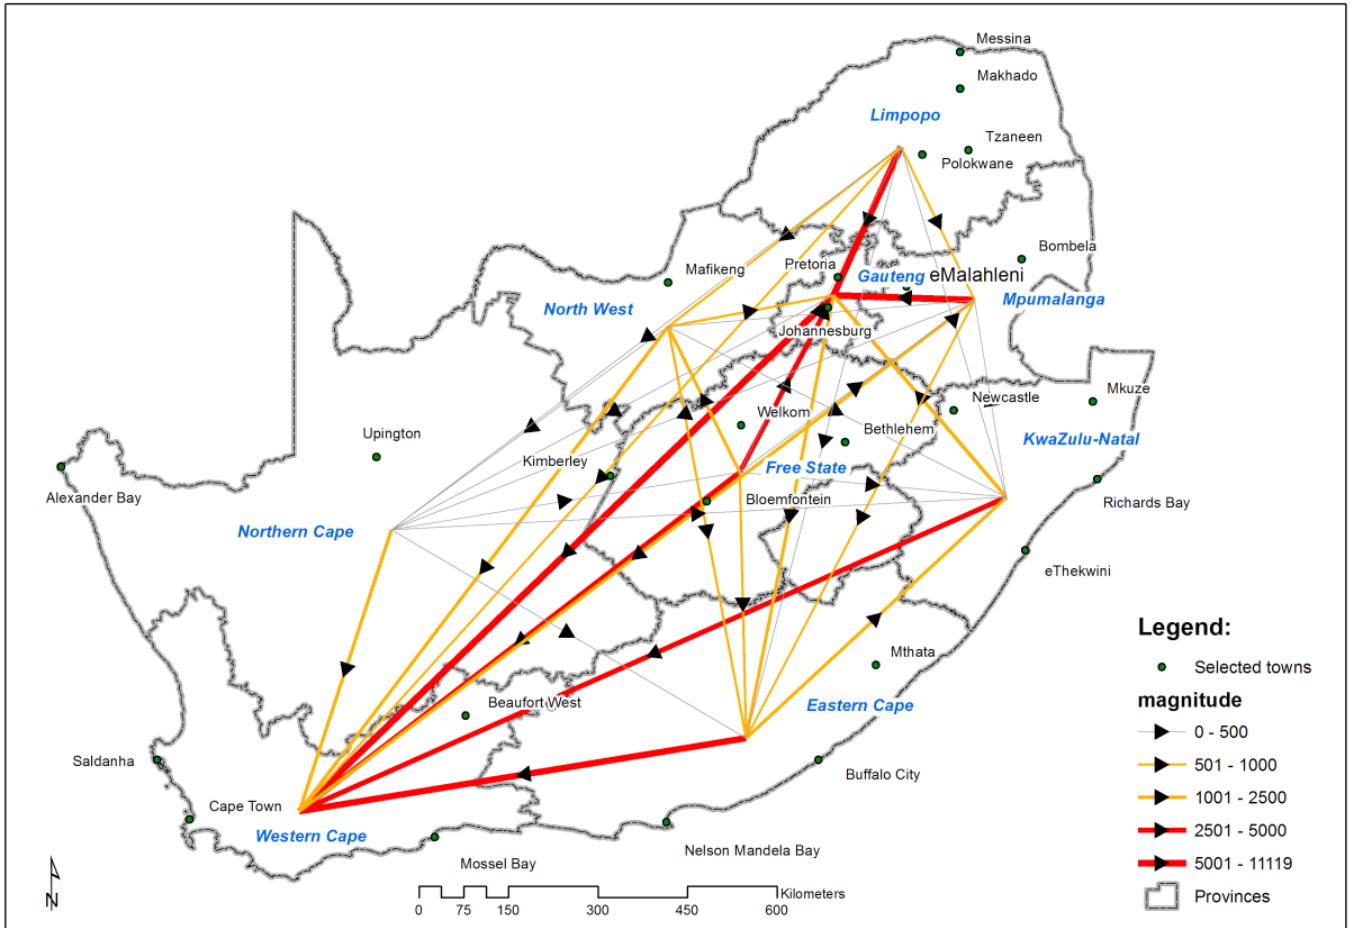 Messina
Makhado
Limpopo
Tzaneen
Polokwane
Bombela
Mafikeng
Pretoria
Gauteng
eMalahleni
North West
Mpumalanga
Johannesburg
Newcastle
Mkuze
Welkom
Bethlehem
KwaZulu-Natal
Upington
Kimberley
Free State
Alexander Bay
Bloemfontein
Richards Bay
Northern Cape
eThekwini
Mthata
Beaufort West
Eastern Cape
Saldanha
Buffalo City
Cape Town
Western Cape
Nelson Mandela Bay
Mossel Bay
N
Kilometers
0 75 150 300 450 600
Legend:
Selected towns
magnitude
0 - 500
501 - 1000
1001 - 2500
2501 - 5000
5001 - 11119
Provinces